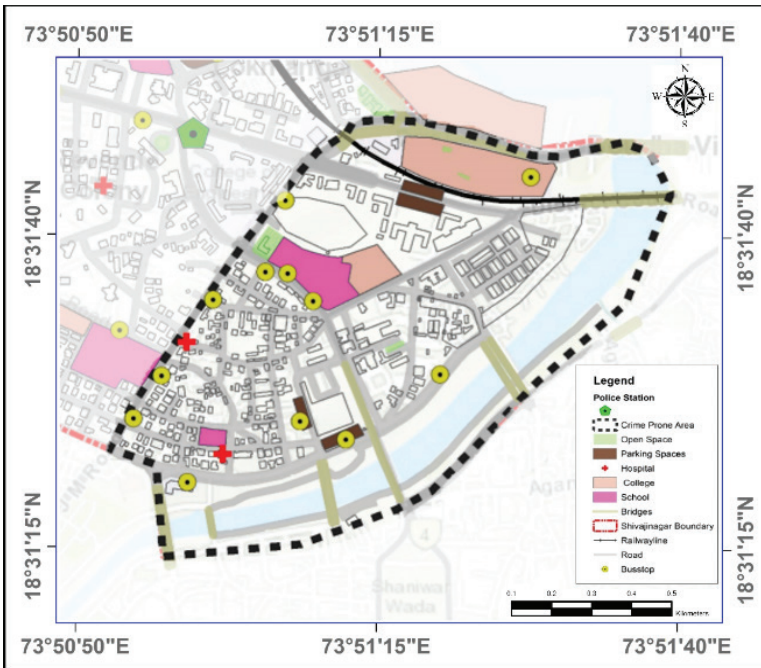 73°50'50"E 73°51'15"E 73°51'40"E
N
W E
S
18°31'40"N
18°31'40"N
JM Ro
Agan
4
Shaniwar
Wada
Legend
Police Station
Crime Prone Area
Open Space
Parking Spaces
Hospital
College
School
Bridges
Shivajinagar Boundary
Railwayline
Road
Busstop
0.1 0.2 0.3 0.4 0.5
Kilometers
18°31'15"N
18°31'15"N
73°50'50"E 73°51'15"E 73°51'40"E